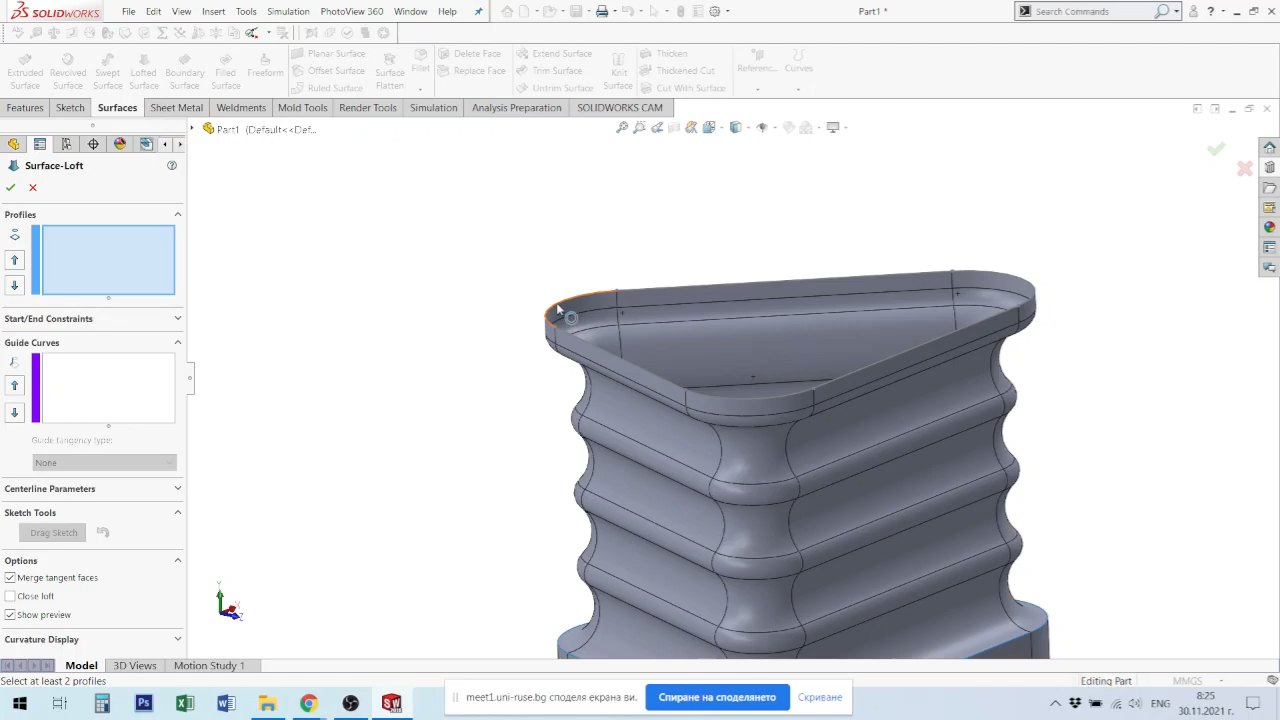 SOLIDWORKS File Edit View Insert Tools Simulation PhotoView 360 Window Help Part1 * Search Commands
Extruded Surface
Revolved Surface
Swept Surface
Lofted Surface
Boundary Surface
Filled Surface
Freeform
Planar Surface
Offset Surface
Ruled Surface
Surface Flatten
Fillet
Delete Face
Replace Face
Extend Surface
Trim Surface
Untrim Surface
Knit Surface
Thicken
Thickened Cut
Cut With Surface
Referenc...
Curves
Features Sketch Surfaces Sheet Metal Weldments Mold Tools Render Tools Simulation Analysis Preparation SOLIDWORKS CAM
Part1 (Default<<Def...
Surface-Loft
Profiles
Start/End Constraints
Guide Curves
Guide tangency type:
None
Centerline Parameters
Sketch Tools
Drag Sketch
Options
Merge tangent faces
Close loft
Show preview
Curvature Display
Model 3D Views Motion Study 1
Select at least 2 profiles Editing Part MMGS
meet1.uni-ruse.bg споделя екрана ви. Спиране на споделянето Скриване
ENG
8:25
30.11.2021 г.